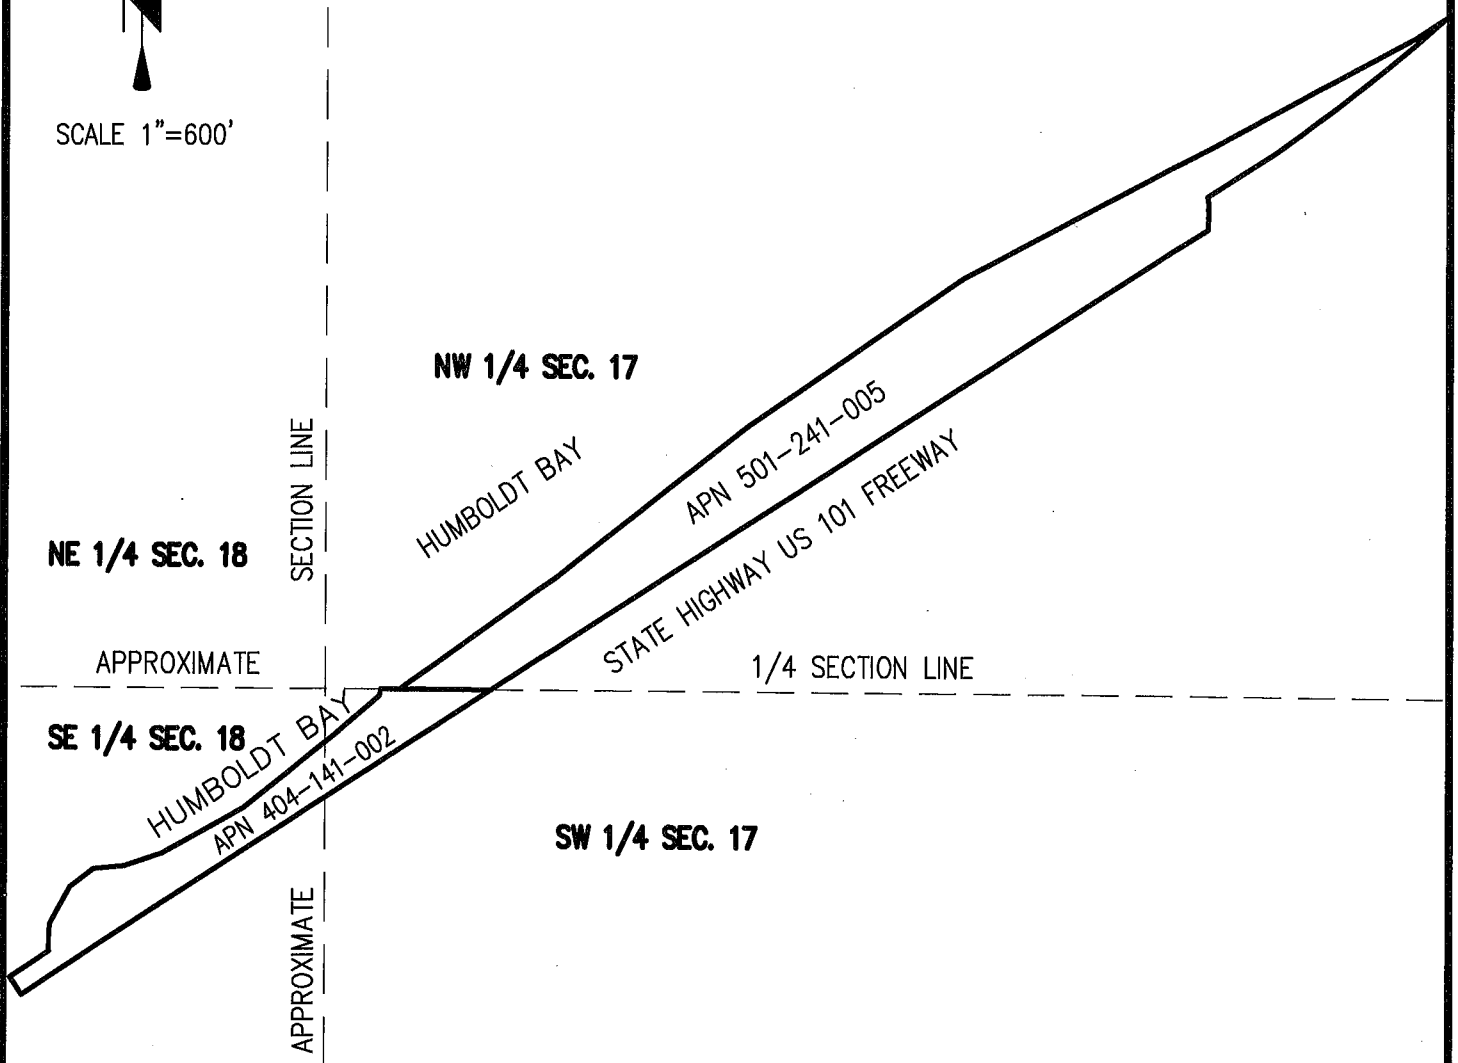 SCALE 1"=600'
NW 1/4 SEC. 17
SECTION LINE
HUMBOLDT BAY
APN 501-241-005
STATE HIGHWAY US 101 FREEWAY
NE 1/4 SEC. 18
APPROXIMATE
1/4 SECTION LINE
SE 1/4 SEC. 18
HUMBOLDT BAY
APN 404-141-002
SW 1/4 SEC. 17
APPROXIMATE